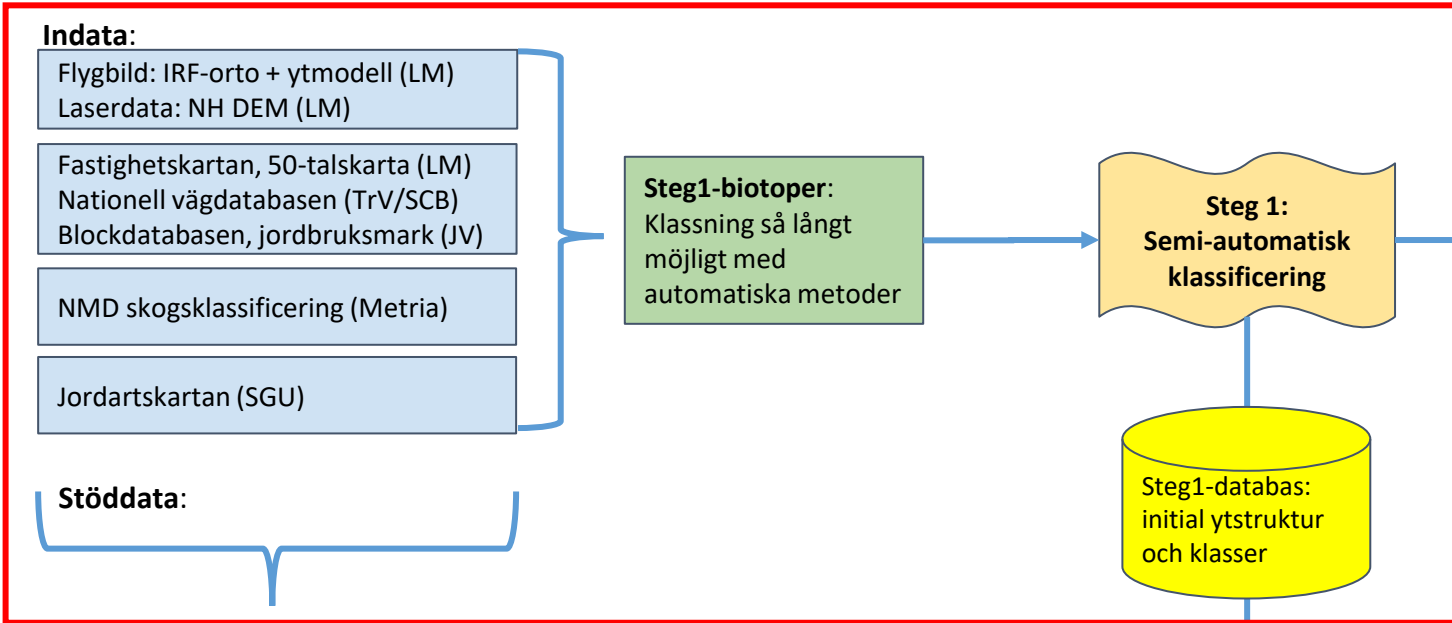 Indata:
Flygbild: IRF-orto + ytmodell (LM)
Laserdata: NH DEM (LM)
Fastighetskartan, 50-talskarta (LM)
Nationell vägdatabasen (TrV/SCB)
Blockdatabasen, jordbruksmark (JV)
NMD skogsklassificering (Metria)
Jordartskartan (SGU)
Stöddata:
Steg1-biotoper:
Klassning så långt
möjligt med
automatiska metoder
Steg 1:
Semi-automatisk
klassificering
Steg1-databas:
initial ytstruktur
och klasser